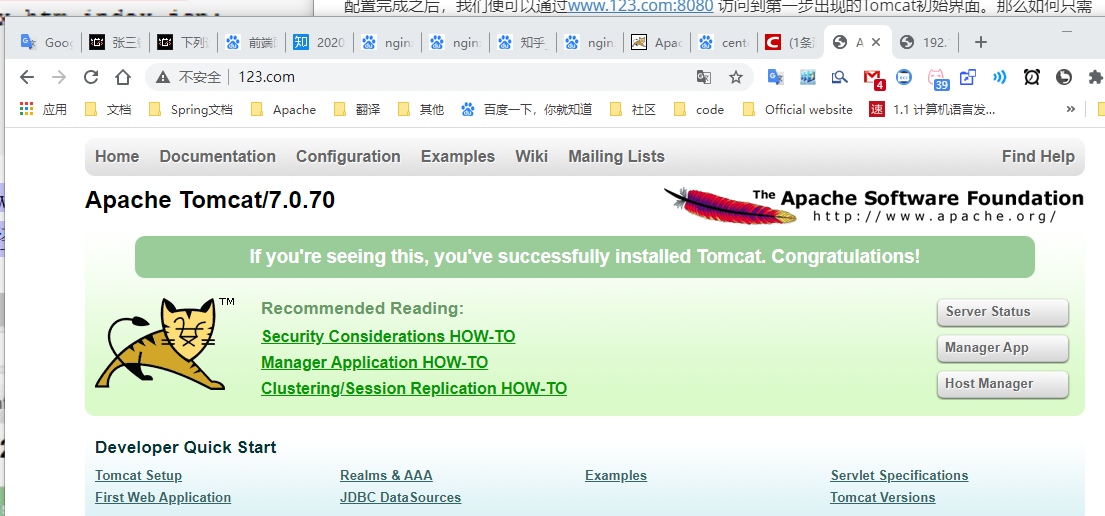 配置完成之后，我们便可以通过www.123.com:8080 访问到第一步出现的Tomcat初始界面。那么如何只需
Goog 张三 下列 前端 2020 ngin ngin 知乎 ngin Apac cent (1条 A 192.
不安全 123.com
4 39
应用 文档 Spring文档 Apache 翻译 其他 百度一下，你就知道 社区 code Official website 速 1.1 计算机语言发... »
Home Documentation Configuration Examples Wiki Mailing Lists Find Help
Apache Tomcat/7.0.70
The Apache Software Foundation
http://www.apache.org/
If you're seeing this, you've successfully installed Tomcat. Congratulations!
TM
Recommended Reading:
Security Considerations HOW-TO
Manager Application HOW-TO
Clustering/Session Replication HOW-TO
Server Status
Manager App
Host Manager
Developer Quick Start
Tomcat Setup Realms & AAA Examples Servlet Specifications
First Web Application JDBC DataSources Tomcat Versions